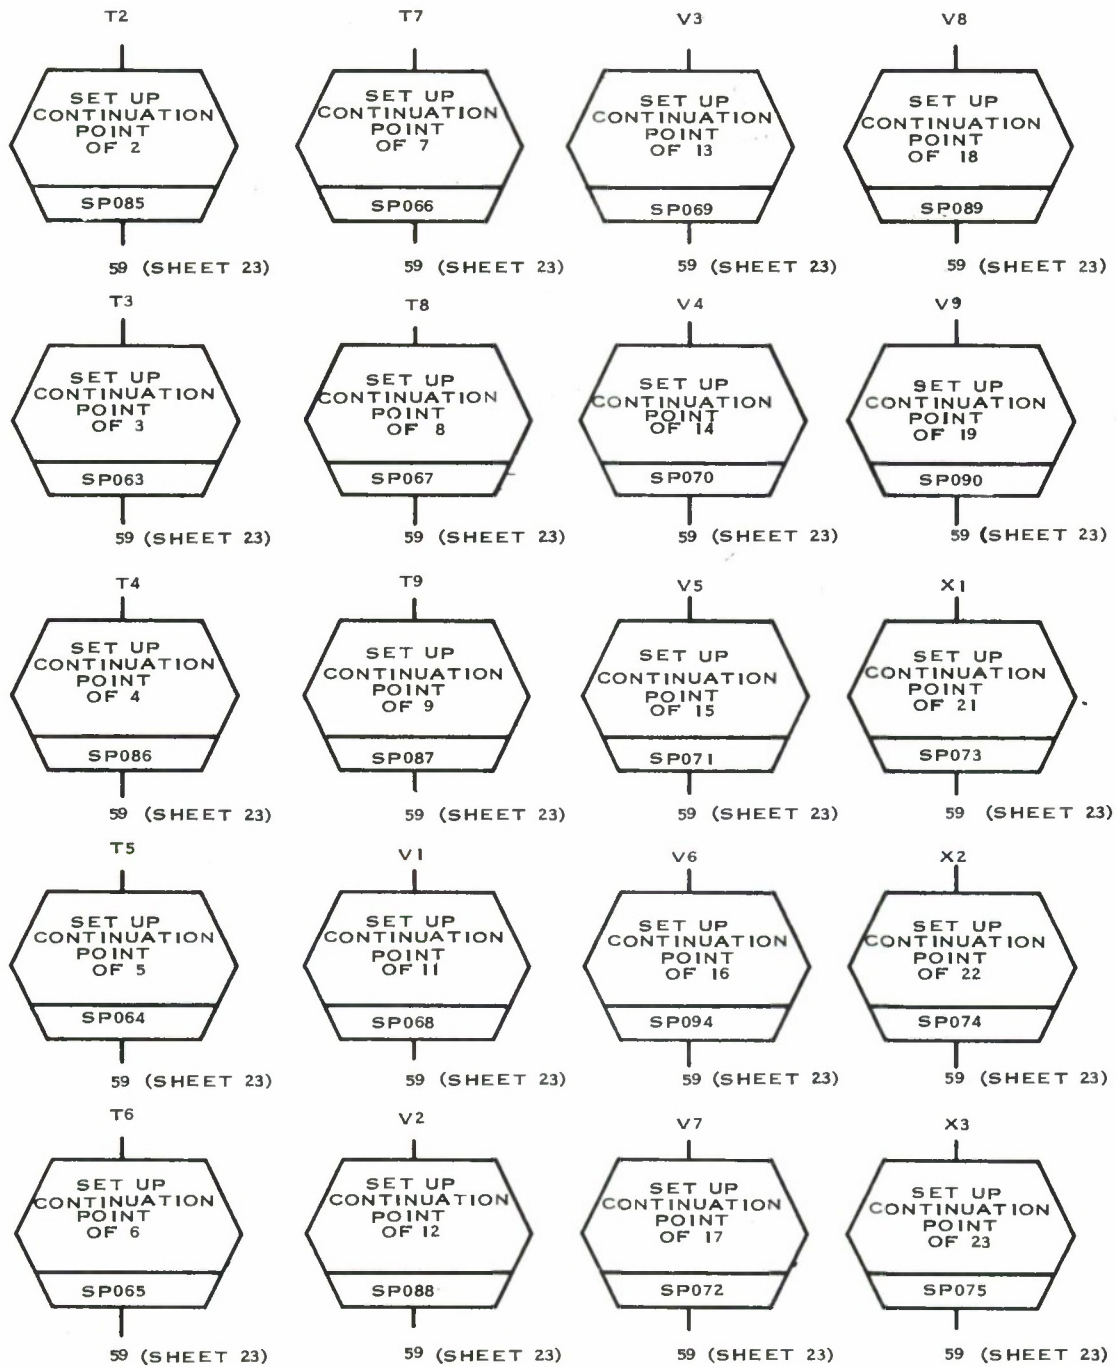 T2
SET UP
CONTINUATION
POINT
OF 2
SP085
59 (SHEET 23)
T7
SET UP
CONTINUATION
POINT
OF 7
SP066
59 (SHEET 23)
V3
SET UP
CONTINUATION
POINT
OF 13
SP069
59 (SHEET 23)
V8
SET UP
CONTINUATION
POINT
OF 18
SP089
59 (SHEET 23)
T3
SET UP
CONTINUATION
POINT
OF 3
SP063
59 (SHEET 23)
T8
SET UP
CONTINUATION
POINT
OF 8
SP067
59 (SHEET 23)
V4
SET UP
CONTINUATION
POINT
OF 14
SP070
59 (SHEET 23)
V9
SET UP
CONTINUATION
POINT
OF 19
SP090
59 (SHEET 23)
T4
SET UP
CONTINUATION
POINT
OF 4
SP086
59 (SHEET 23)
T9
SET UP
CONTINUATION
POINT
OF 9
SP087
59 (SHEET 23)
V5
SET UP
CONTINUATION
POINT
OF 15
SP071
59 (SHEET 23)
X1
SET UP
CONTINUATION
POINT
OF 21
SP073
59 (SHEET 23)
T5
SET UP
CONTINUATION
POINT
OF 5
SP064
59 (SHEET 23)
V1
SET UP
CONTINUATION
POINT
OF 11
SP068
59 (SHEET 23)
V6
SET UP
CONTINUATION
POINT
OF 16
SP094
59 (SHEET 23)
X2
SET UP
CONTINUATION
POINT
OF 22
SP074
59 (SHEET 23)
T6
SET UP
CONTINUATION
POINT
OF 6
SP065
59 (SHEET 23)
V2
SET UP
CONTINUATION
POINT
OF 12
SP088
59 (SHEET 23)
V7
SET UP
CONTINUATION
POINT
OF 17
SP072
59 (SHEET 23)
X3
SET UP
CONTINUATION
POINT
OF 23
SP075
59 (SHEET 23)